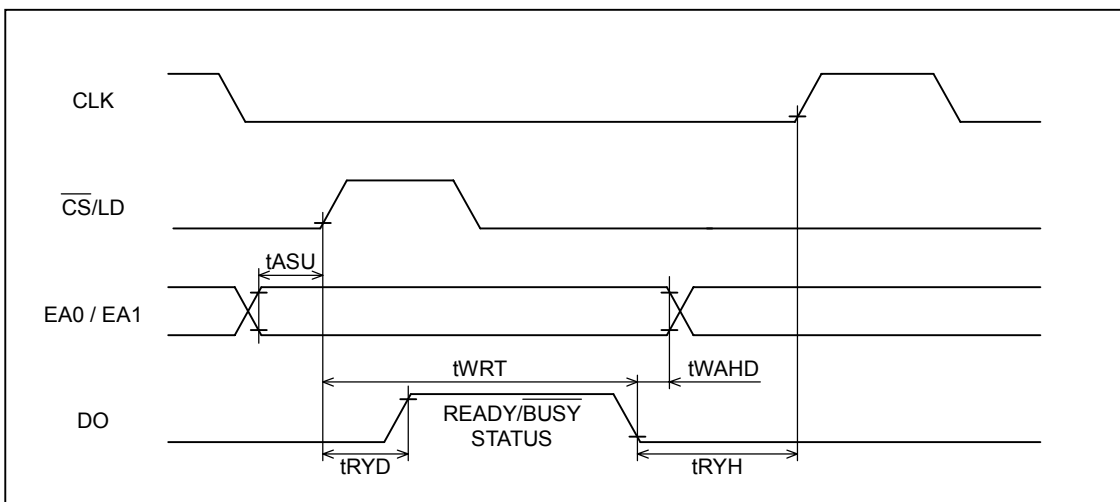 CLK
CS/LD
tASU
EA0 / EA1
tWRT
tWAHD
DO
READY/BUSY
STATUS
tRYD
tRYH